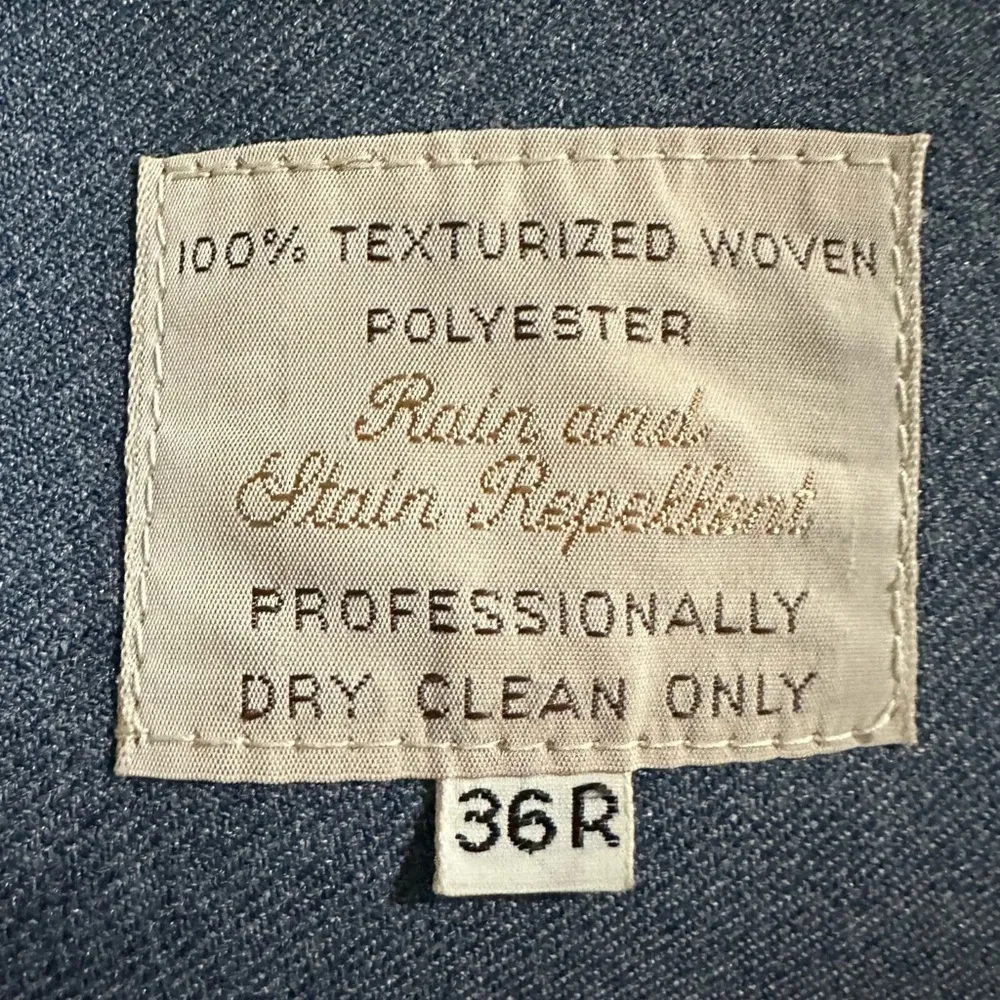 100% TEXTURIZED WOVEN
POLYESTER
Rain and
Stain Repellent
PROFESSIONALLY
DRY CLEAN ONLY
36R